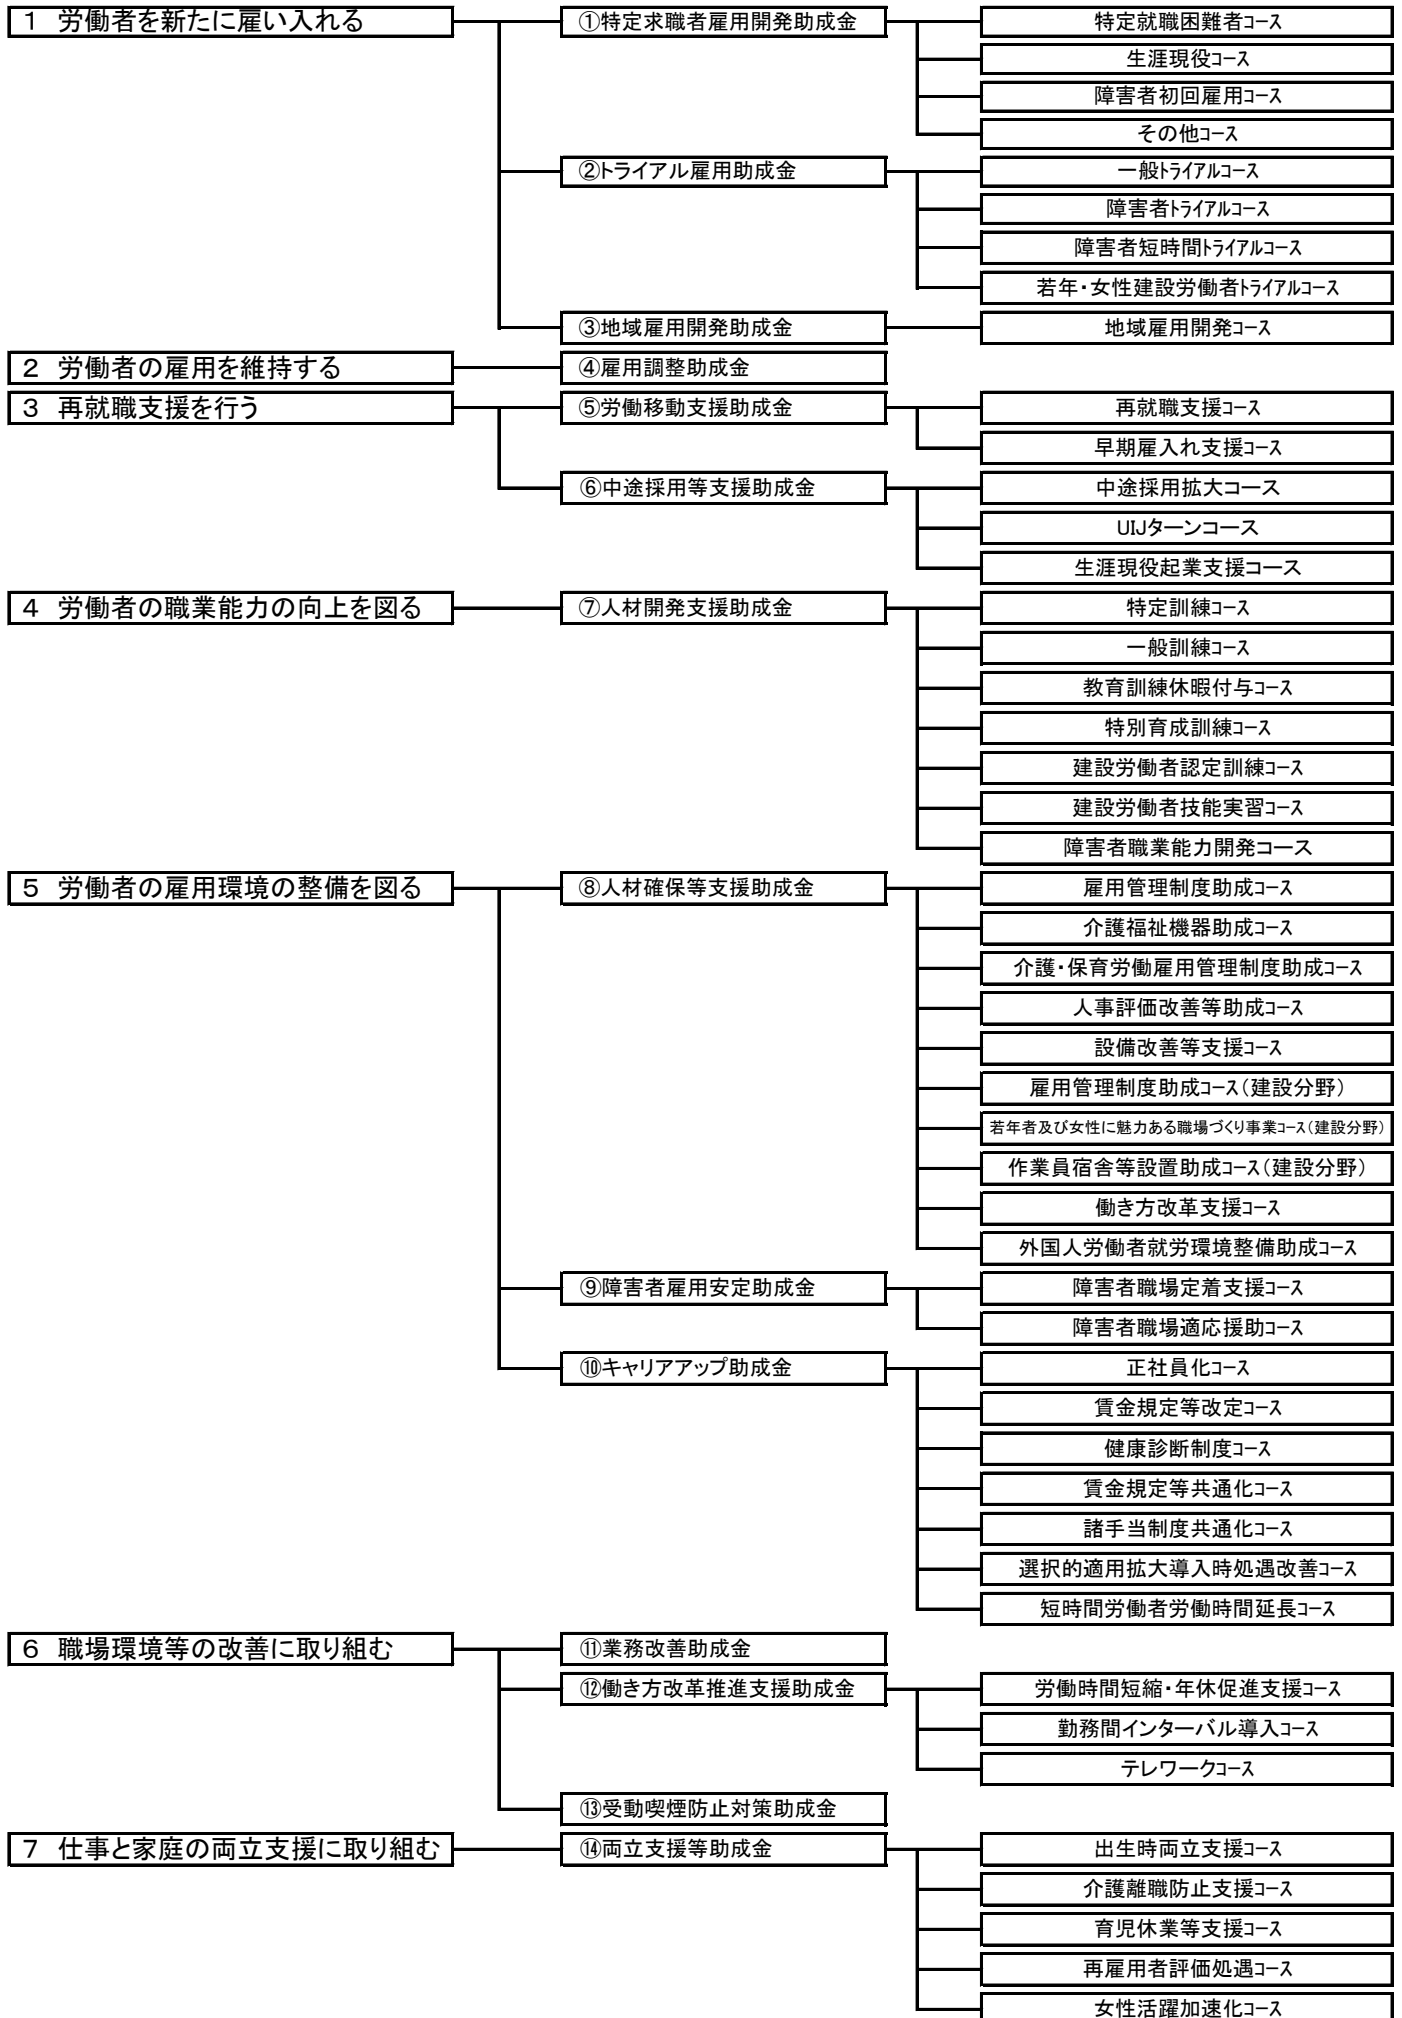 1 労働者を新たに雇い入れる
①特定求職者雇用開発助成金
特定就職困難者コース
生涯現役コース
障害者初回雇用コース
その他コース
②トライアル雇用助成金
一般トライアルコース
障害者トライアルコース
障害者短時間トライアルコース
若年・女性建設労働者トライアルコース
③地域雇用開発助成金
地域雇用開発コース
2 労働者の雇用を維持する
④雇用調整助成金
3 再就職支援を行う
⑤労働移動支援助成金
再就職支援コース
早期雇入れ支援コース
⑥中途採用等支援助成金
中途採用拡大コース
UIJターンコース
生涯現役起業支援コース
4 労働者の職業能力の向上を図る
⑦人材開発支援助成金
特定訓練コース
一般訓練コース
教育訓練休暇付与コース
特別育成訓練コース
建設労働者認定訓練コース
建設労働者技能実習コース
障害者職業能力開発コース
5 労働者の雇用環境の整備を図る
⑧人材確保等支援助成金
雇用管理制度助成コース
介護福祉機器助成コース
介護・保育労働雇用管理制度助成コース
人事評価改善等助成コース
設備改善等支援コース
雇用管理制度助成コース(建設分野)
若年者及び女性に魅力ある職場づくり事業コース(建設分野)
作業員宿舎等設置助成コース(建設分野)
働き方改革支援コース
外国人労働者就労環境整備助成コース
⑨障害者雇用安定助成金
障害者職場定着支援コース
障害者職場適応援助コース
⑩キャリアアップ助成金
正社員化コース
賃金規定等改定コース
健康診断制度コース
賃金規定等共通化コース
諸手当制度共通化コース
選択的適用拡大導入時処遇改善コース
短時間労働者労働時間延長コース
6 職場環境等の改善に取り組む
⑪業務改善助成金
⑫働き方改革推進支援助成金
労働時間短縮・年休促進支援コース
勤務間インターバル導入コース
テレワークコース
⑬受動喫煙防止対策助成金
7 仕事と家庭の両立支援に取り組む
⑭両立支援等助成金
出生時両立支援コース
介護離職防止支援コース
育児休業等支援コース
再雇用者評価処遇コース
女性活躍加速化コース